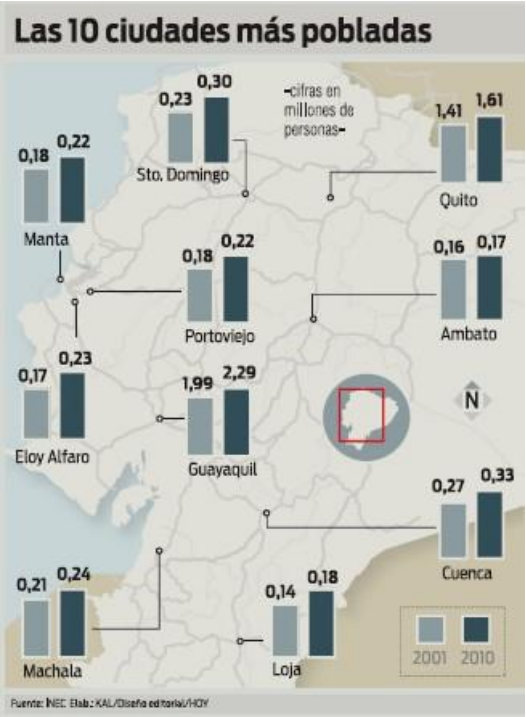 Las 10 ciudades más pobladas
-cifras en
millones de
personas-
0,23 0,30
Sto. Domingo
1,41 1,61
Quito
0,18 0,22
Manta
0,18 0,22
Portoviejo
0,16 0,17
Ambato
0,17 0,23
Eloy Alfaro
1,99 2,29
Guayaquil
N
0,27 0,33
Cuenca
0,21 0,24
Machala
0,14 0,18
Loja
2001 2010
Fuente: INEC Elab.: KAL/Diseño editorial/HOY